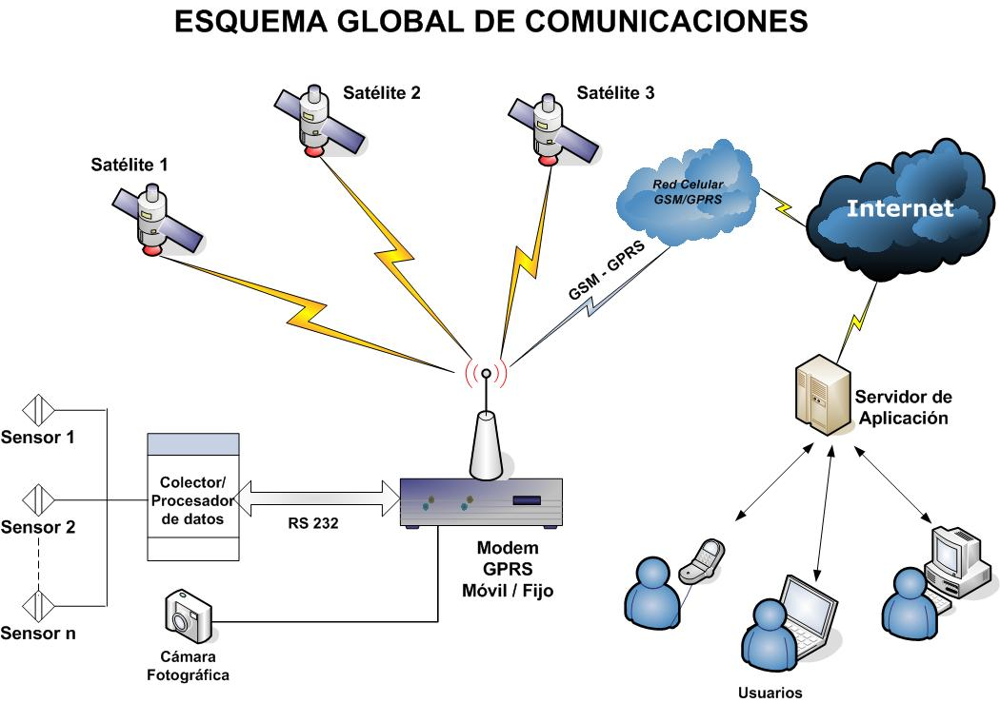 ESQUEMA GLOBAL DE COMUNICACIONES
Satélite 1
Satélite 2
Satélite 3
Red Celular
GSM/GPRS
Internet
GSM - GPRS
Servidor de
Aplicación
Sensor 1
Sensor 2
Sensor n
Colector/
Procesador
de datos
RS 232
Modem
GPRS
Móvil / Fijo
Cámara
Fotográfica
Usuarios